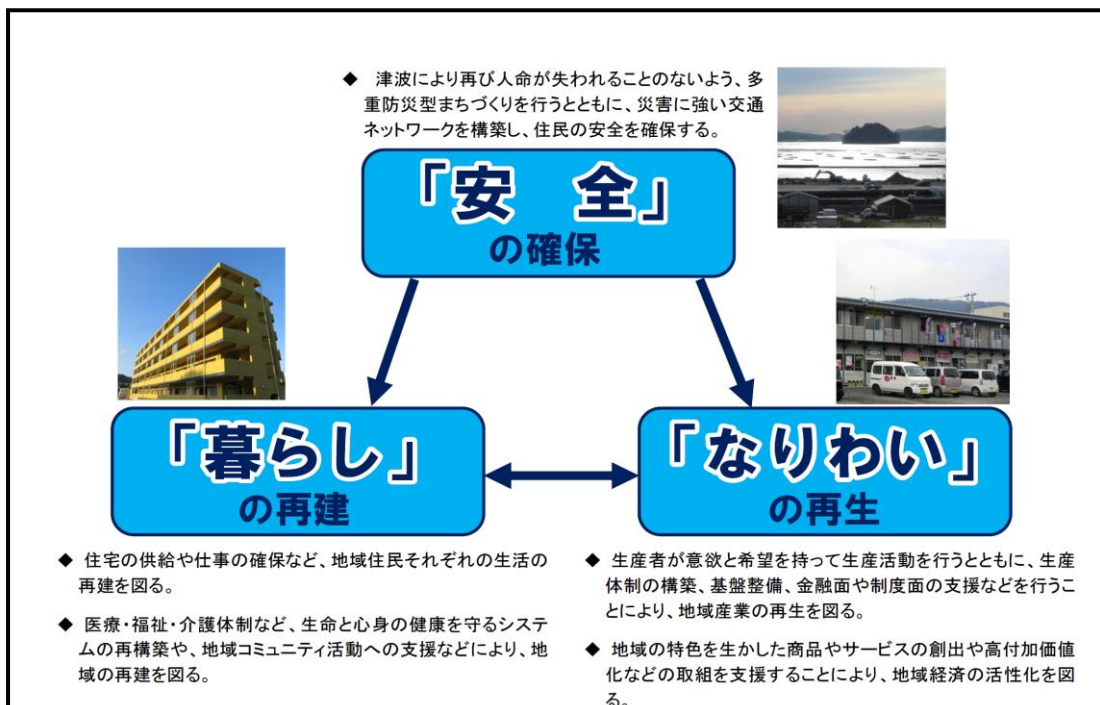 ◆ 津波により再び人命が失われることのないよう、多
重防災型まちづくりを行うとともに、災害に強い交通
ネットワークを構築し、住民の安全を確保する。
「安　全」
の確保
「暮らし」
の再建
「なりわい」
の再生
◆ 住宅の供給や仕事の確保など、地域住民それぞれの生活の
再建を図る。
◆ 医療・福祉・介護体制など、生命と心身の健康を守るシステ
ムの再構築や、地域コミュニティ活動への支援などにより、地
域の再建を図る。
◆ 生産者が意欲と希望を持って生産活動を行うとともに、生産
体制の構築、基盤整備、金融面や制度面の支援などを行うこ
とにより、地域産業の再生を図る。
◆ 地域の特色を生かした商品やサービスの創出や高付加価値
化などの取組を支援することにより、地域経済の活性化を図
る。